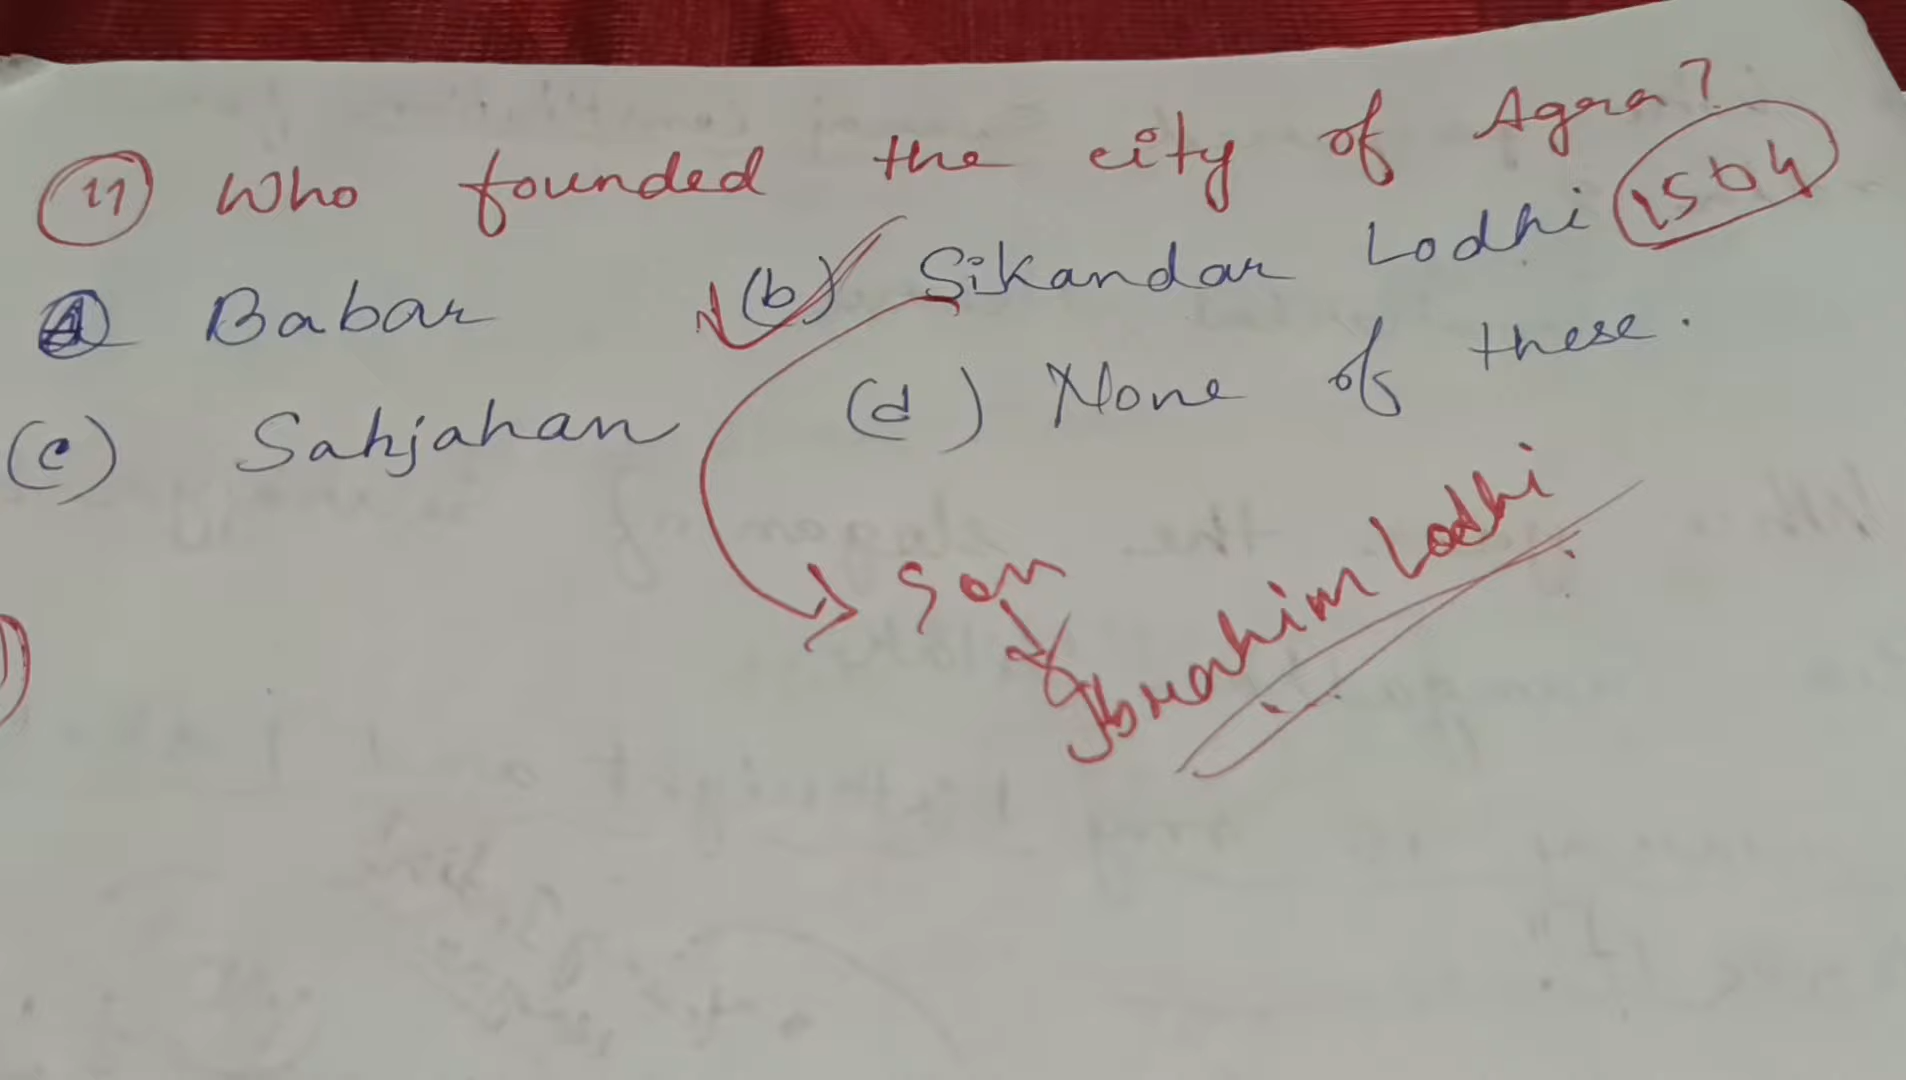 11 Who founded the city of Agra?
A Babar (b) Sikandar Lodhi 1504
(c) Sahjahan (d) None of these.
Son
Ibrahim Lodhi